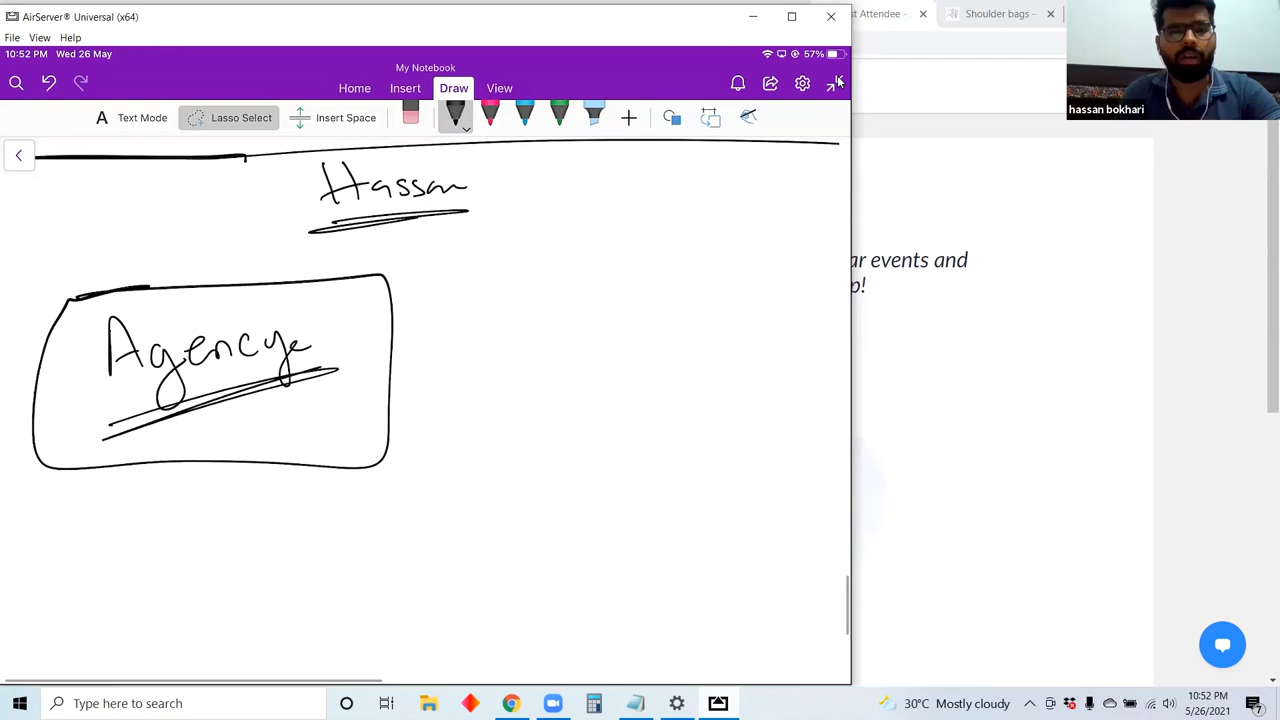 AirServer® Universal (x64)
st Attendee -
Shoulder bags -
File View Help
10:52 PM Wed 26 May
57%
My Notebook
Home Insert Draw View
A Text Mode
Lasso Select
Insert Space
hassan bokhari
Hassan
ar events and
p!
Agency
Type here to search
30°C Mostly cloudy
10:52 PM
5/26/2021
7